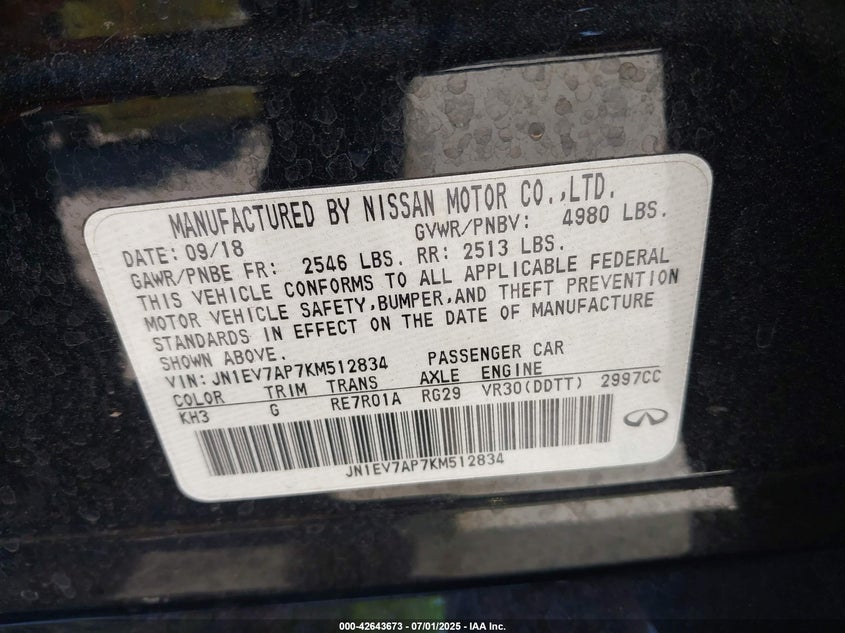 MANUFACTURED BY NISSAN MOTOR CO.,LTD.
DATE: 09/18 GVWR/PNBV: 4980 LBS.
GAWR/PNBE FR: 2546 LBS. RR: 2513 LBS.
THIS VEHICLE CONFORMS TO ALL APPLICABLE FEDERAL
MOTOR VEHICLE SAFETY,BUMPER,AND THEFT PREVENTION
STANDARDS IN EFFECT ON THE DATE OF MANUFACTURE
SHOWN ABOVE.
VIN:JN1EV7AP7KM512834 PASSENGER CAR
COLOR TRIM TRANS AXLE ENGINE
KH3 G RE7R01A RG29 VR30(DDTT) 2997CC
JN1EV7AP7KM512834
000-42643673 / 07/01/2025 - © IAA Inc.